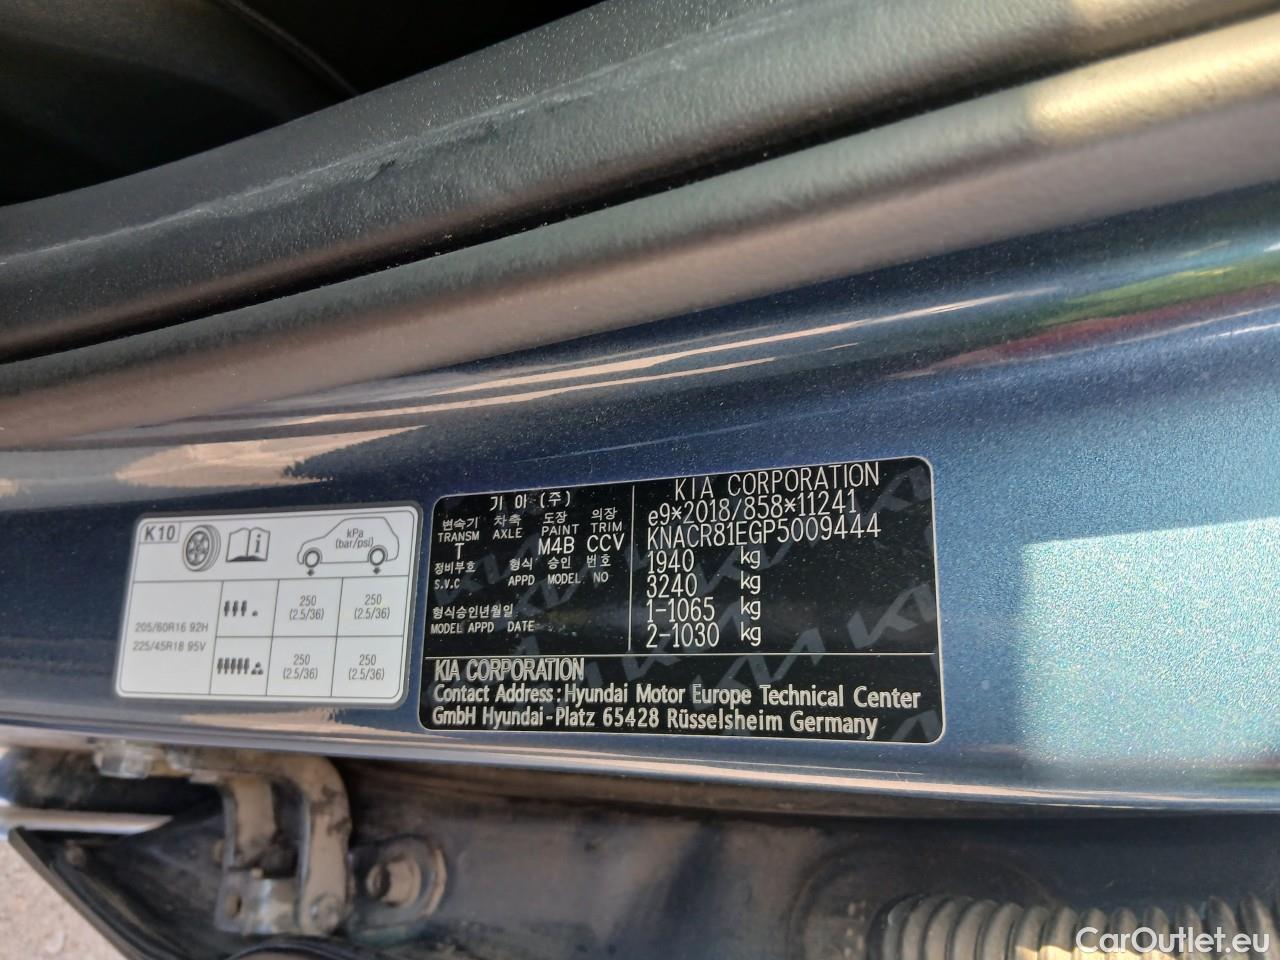 K10
kPa
(bar/psi)
205/60R16 92H
225/45R18 95V
250
(2.5/36)
250
(2.5/36)
250
(2.5/36)
250
(2.5/36)
기 아 (주)
변속기 차축 도장 의장
TRANSM AXLE PAINT TRIM
T M4B CCV
정비부호 형식 승인 번호
S.V.C APPD MODEL NO
형식승인년월일
MODEL APPD DATE
KIA CORPORATION
e9*2018/858*11241
KNACR81EGP5009444
1940 kg
3240 kg
1-1065 kg
2-1030 kg
KIA CORPORATION
Contact Address : Hyundai Motor Europe Technical Center
GmbH Hyundai-Platz 65428 Rüsselsheim Germany
CarOutlet.eu